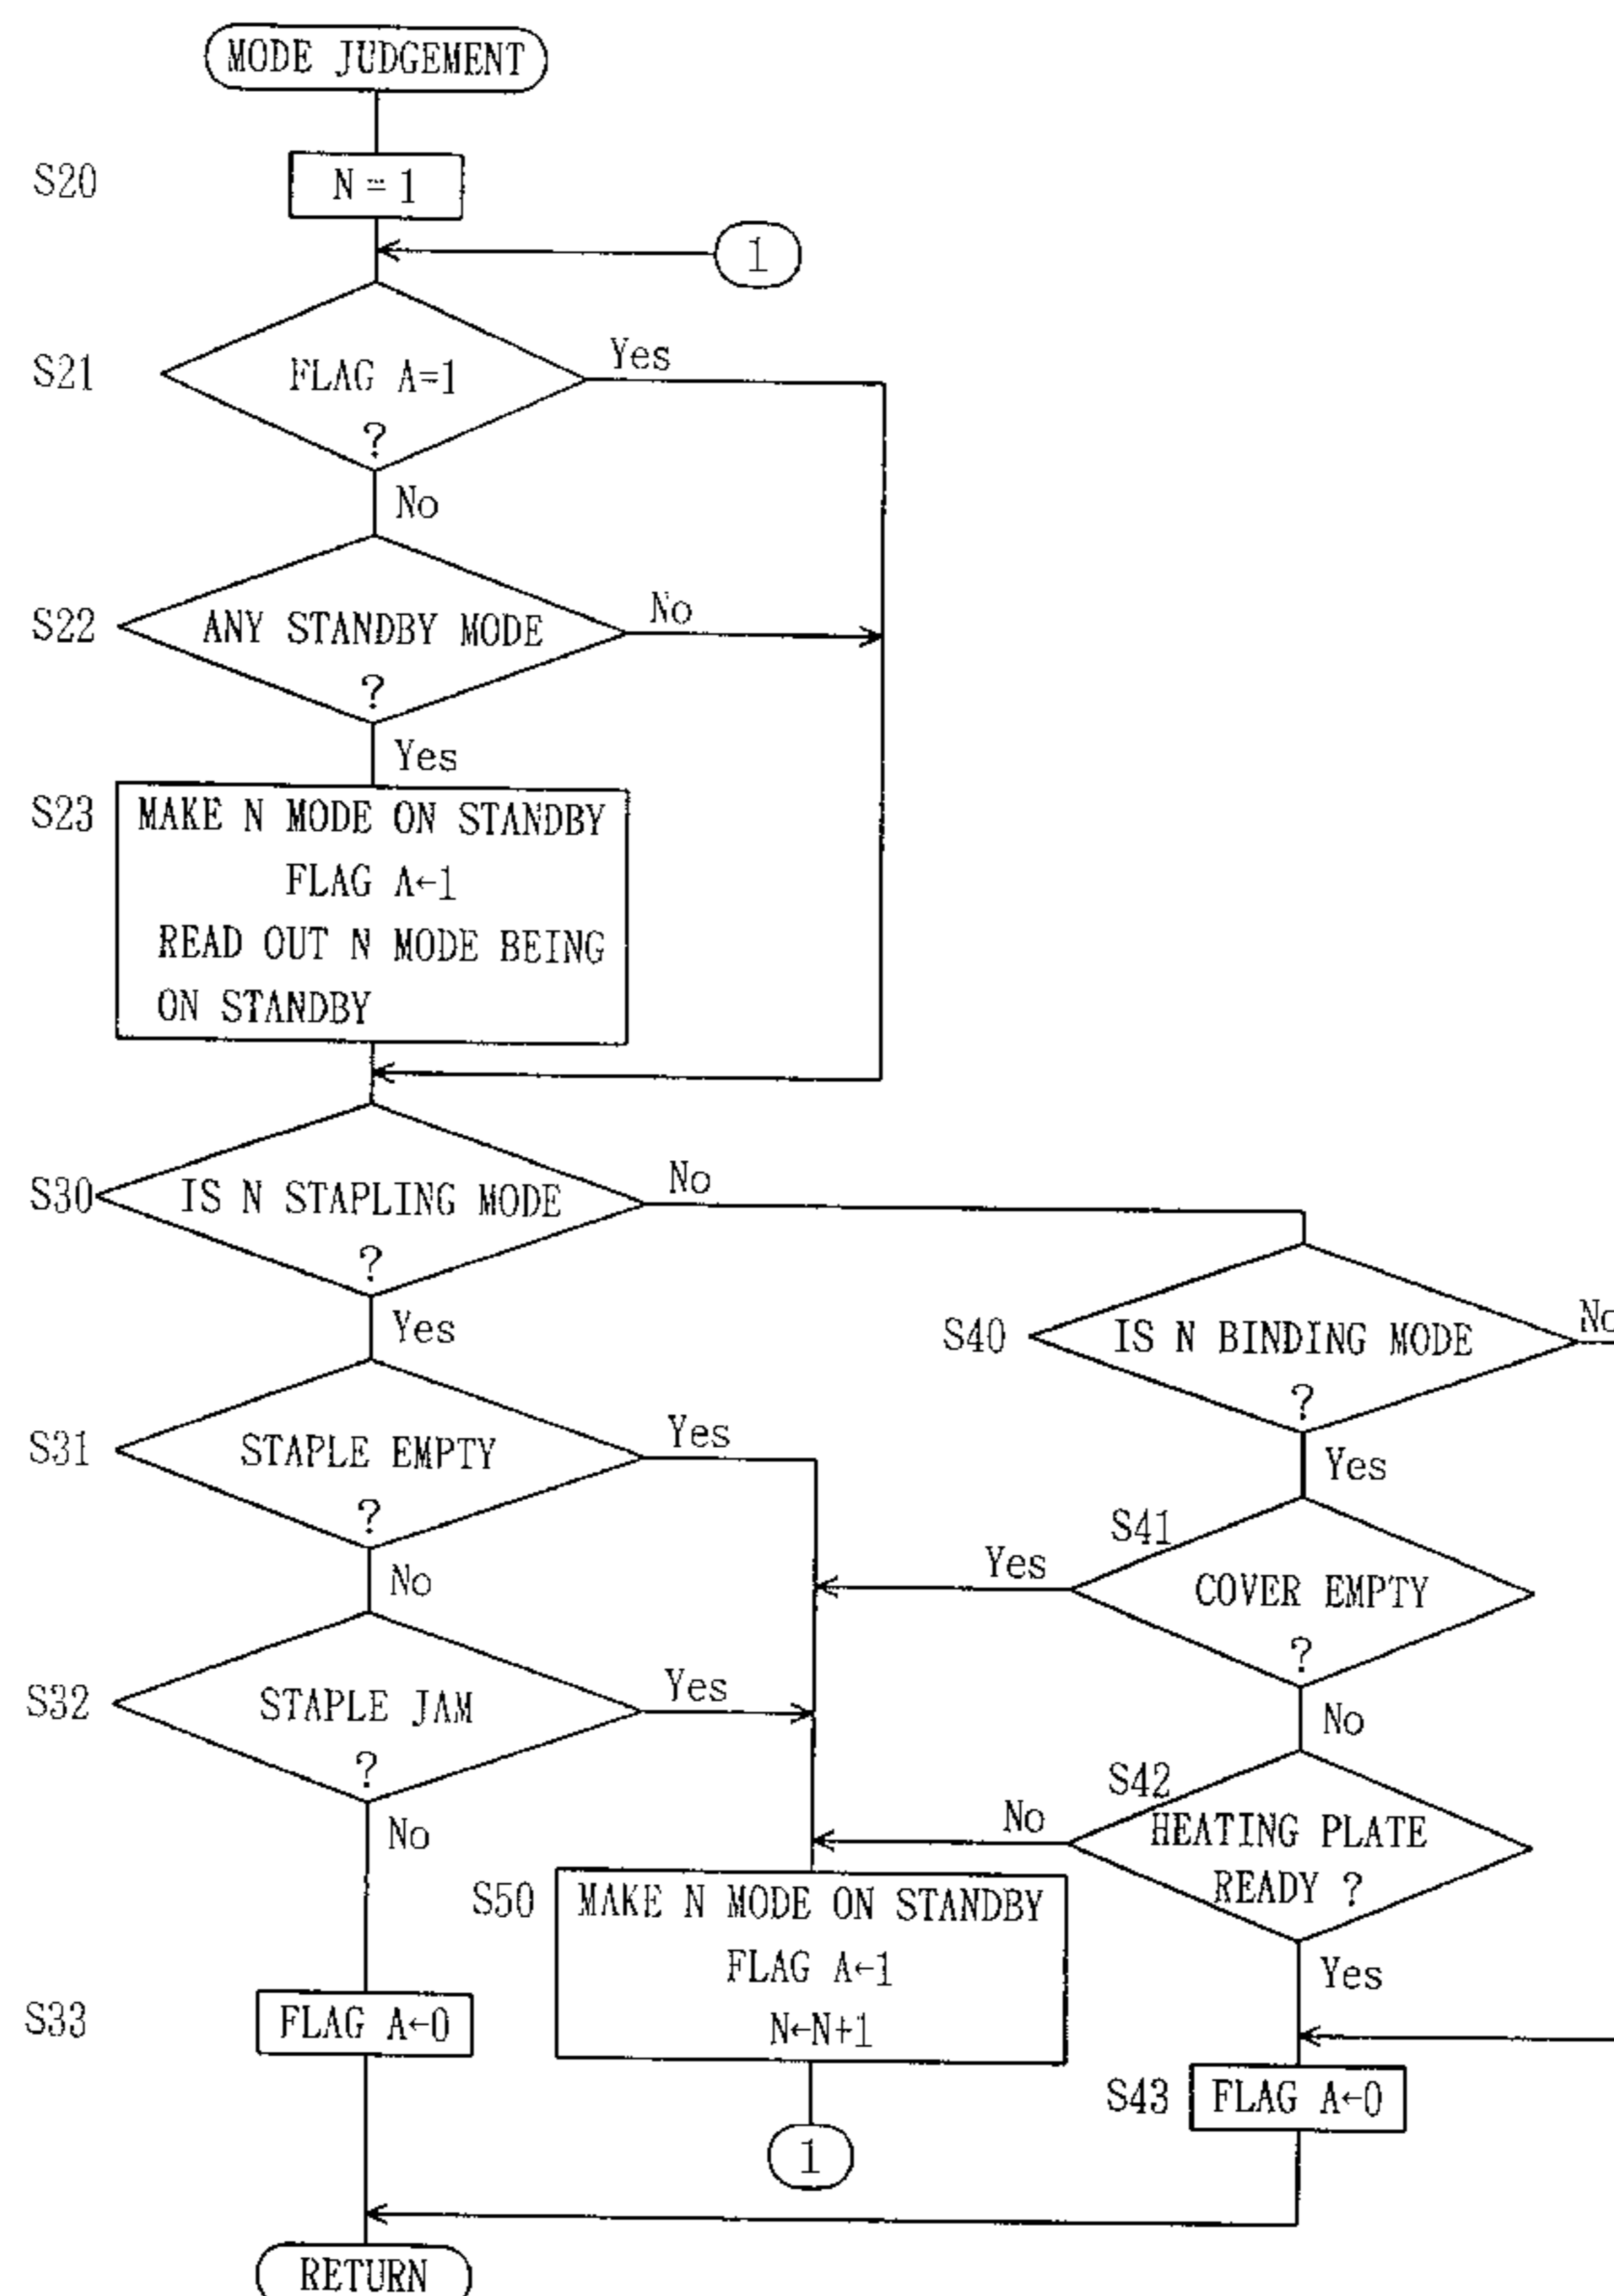 MODE JUDGEMENT
S20
N=1
1
S21
FLAG A=1
?
Yes
No
S22
ANY STANDBY MODE
?
No
Yes
S23
MAKE N MODE ON STANDBY
FLAG A←1
READ OUT N MODE BEING
ON STANDBY
S30
IS N STAPLING MODE
?
No
Yes
S40
IS N BINDING MODE
?
No
Yes
S31
STAPLE EMPTY
?
Yes
No
S41
COVER EMPTY
?
Yes
No
S32
STAPLE JAM
?
Yes
No
S42
HEATING PLATE
READY ?
No
Yes
S50
MAKE N MODE ON STANDBY
FLAG A←1
N←N+1
1
S33
FLAG A←0
S43
FLAG A←0
RETURN